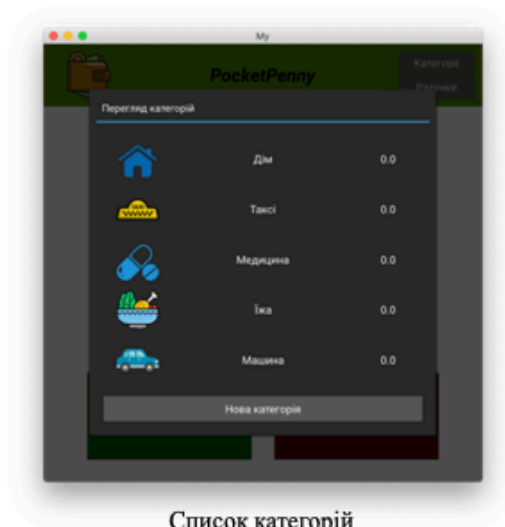 My
PocketPenny
Категорії
Рахунки
Перегляд категорій
Дім 0.0
Таксі 0.0
Медицина 0.0
Їжа 0.0
Машина 0.0
Нова категорія
Список категорій